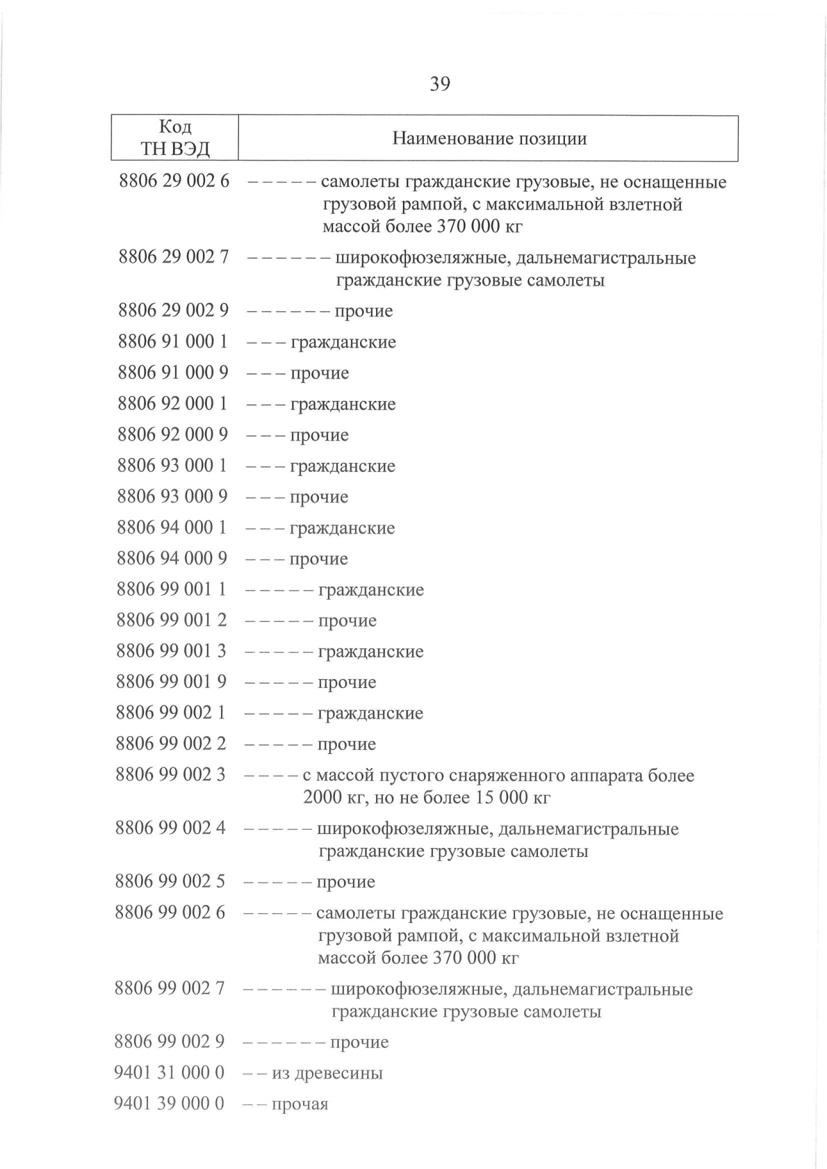 39
Код
ТН ВЭД
Наименование позиции
8806 29 002 6 – – – – – самолеты гражданские грузовые, не оснащенные
грузовой рампой, с максимальной взлетной
массой более 370 000 кг
8806 29 002 7 – – – – – – широкофюзеляжные, дальнемагистральные
гражданские грузовые самолеты
8806 29 002 9 – – – – – – прочие
8806 91 000 1 – – – гражданские
8806 91 000 9 – – – прочие
8806 92 000 1 – – – гражданские
8806 92 000 9 – – – прочие
8806 93 000 1 – – – гражданские
8806 93 000 9 – – – прочие
8806 94 000 1 – – – гражданские
8806 94 000 9 – – – прочие
8806 99 001 1 – – – – – гражданские
8806 99 001 2 – – – – – прочие
8806 99 001 3 – – – – – гражданские
8806 99 001 9 – – – – – прочие
8806 99 002 1 – – – – – гражданские
8806 99 002 2 – – – – – прочие
8806 99 002 3 – – – – с массой пустого снаряженного аппарата более
2000 кг, но не более 15 000 кг
8806 99 002 4 – – – – – широкофюзеляжные, дальнемагистральные
гражданские грузовые самолеты
8806 99 002 5 – – – – – прочие
8806 99 002 6 – – – – – самолеты гражданские грузовые, не оснащенные
грузовой рампой, с максимальной взлетной
массой более 370 000 кг
8806 99 002 7 – – – – – – широкофюзеляжные, дальнемагистральные
гражданские грузовые самолеты
8806 99 002 9 – – – – – – прочие
9401 31 000 0 – – из древесины
9401 39 000 0 – – прочая